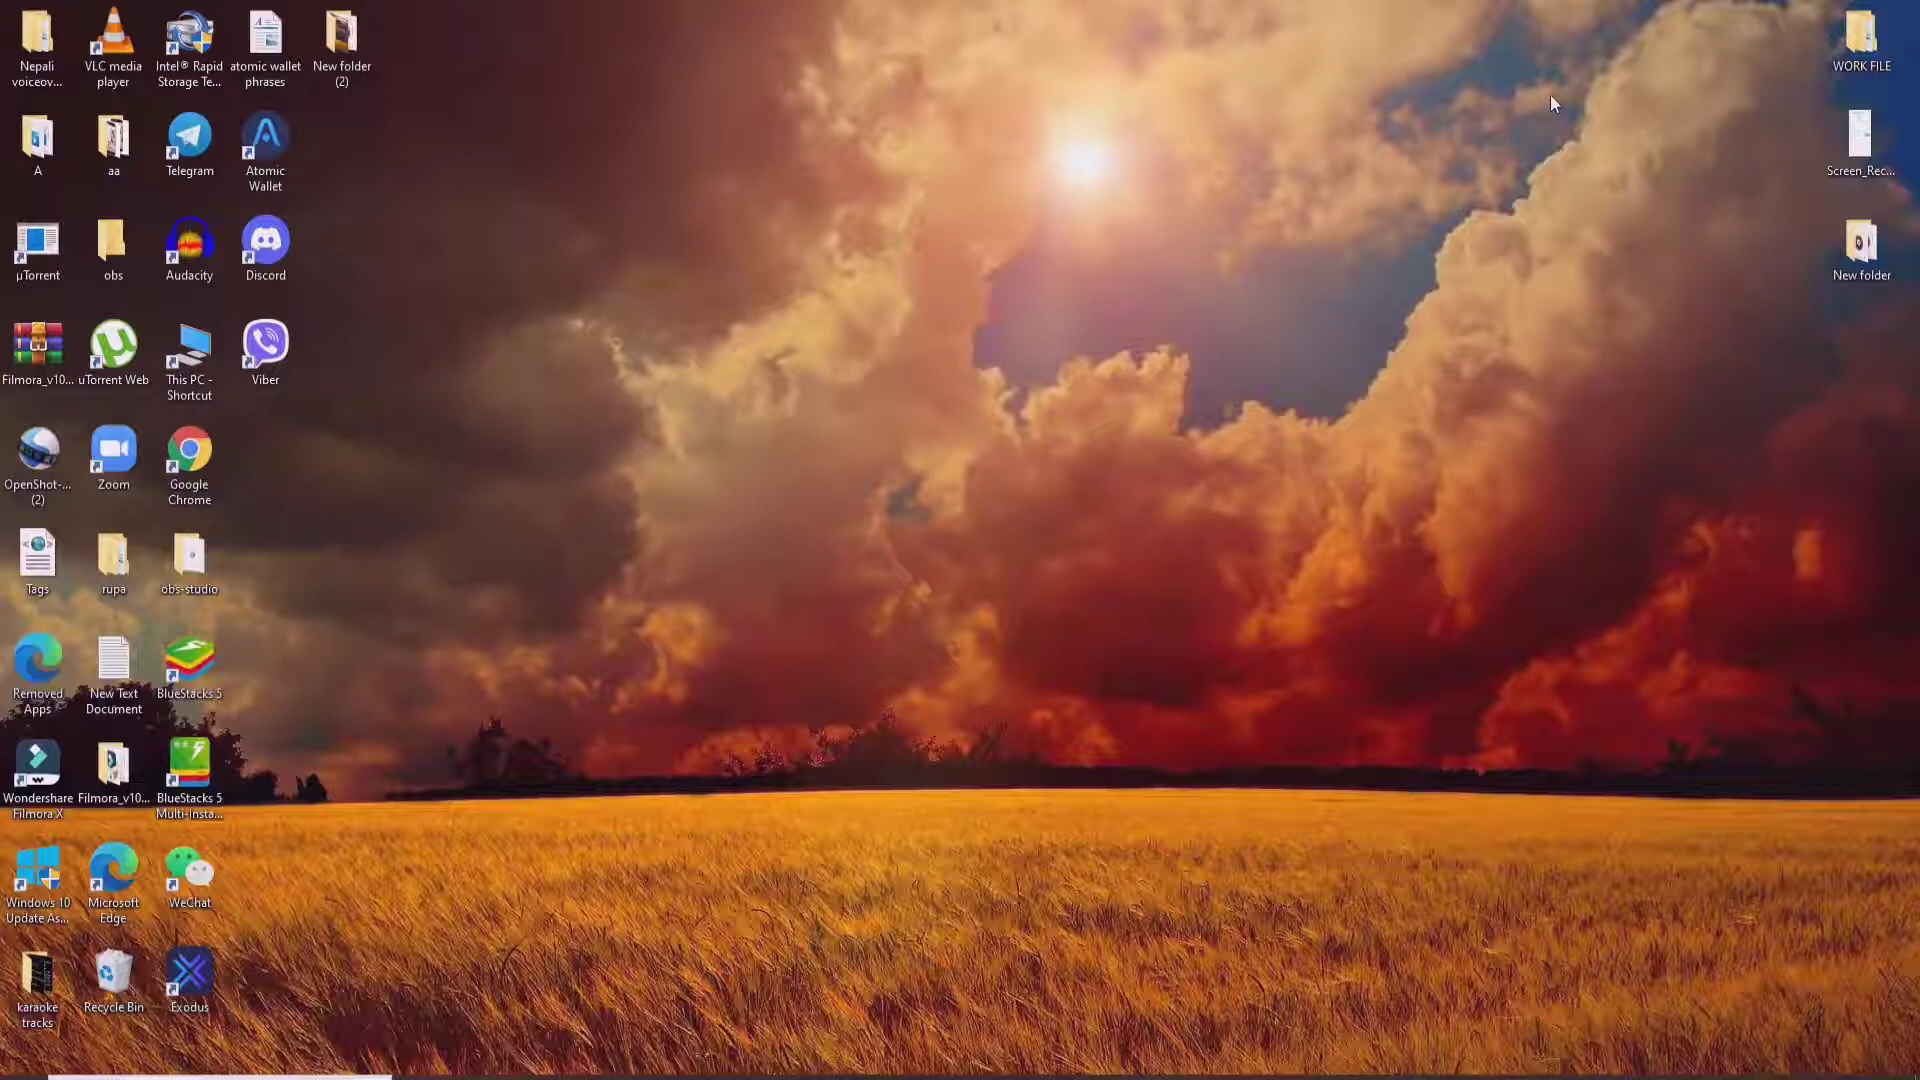 Nepali
voiceov...
VLC media
player
Intel® Rapid
Storage Te...
atomic wallet
phrases
New folder
(2)
WORK FILE
A
aa
Telegram
Atomic
Wallet
Screen_Rec...
µTorrent
obs
Audacity
Discord
New folder
Filmora_v10...
uTorrent Web
This PC -
Shortcut
Viber
OpenShot-...
(2)
Zoom
Google
Chrome
Tags
rupa
obs-studio
Removed
Apps
New Text
Document
BlueStacks 5
Wondershare
Filmora X
Filmora_v10...
BlueStacks 5
Multi-Insta...
Windows 10
Update As...
Microsoft
Edge
WeChat
karaoke
tracks
Recycle Bin
Exodus